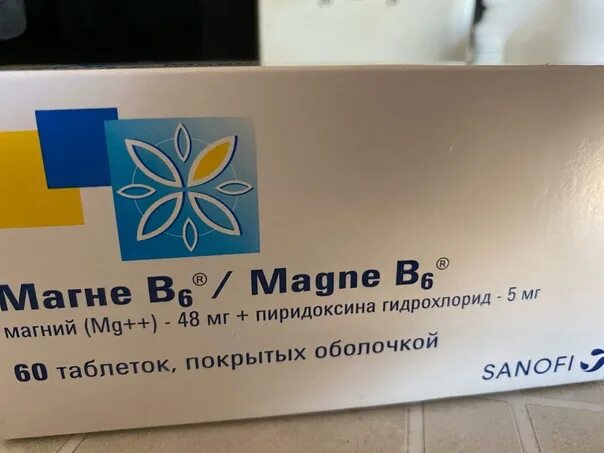 Магне B6® / Magne B6®
магний (Mg++) - 48 мг + пиридоксина гидрохлорид - 5 мг
60 таблеток, покрытых оболочкой
SANOFI